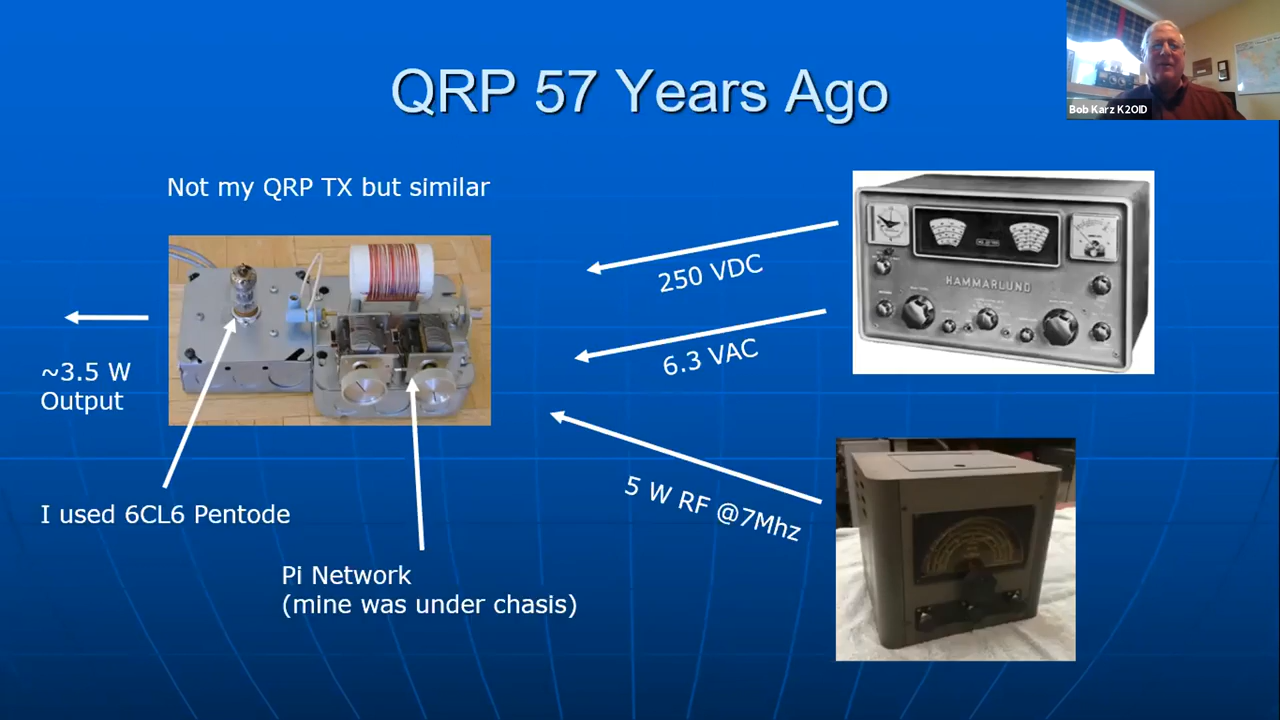 QRP 57 Years Ago
Bob Karz K2OID
Not my QRP TX but similar
250 VDC
HAMMARLUND
6.3 VAC
~3.5 W
Output
5 W RF @7Mhz
I used 6CL6 Pentode
Pi Network
(mine was under chasis)